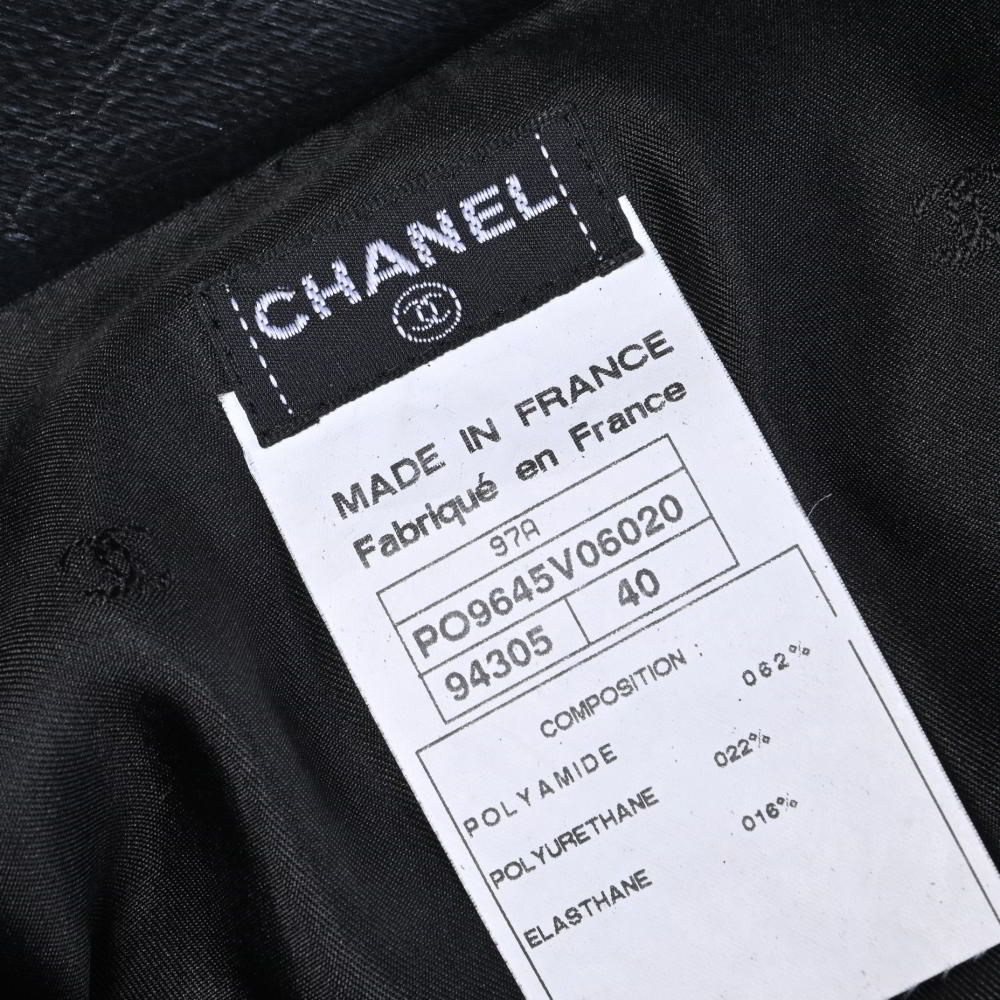 CHANEL
MADE IN FRANCE
Fabriqué en France
97A
PO9645V06020
94305 40
COMPOSITION :
POLYAMIDE 062%
POLYURETHANE 022%
ELASTHANE 016%